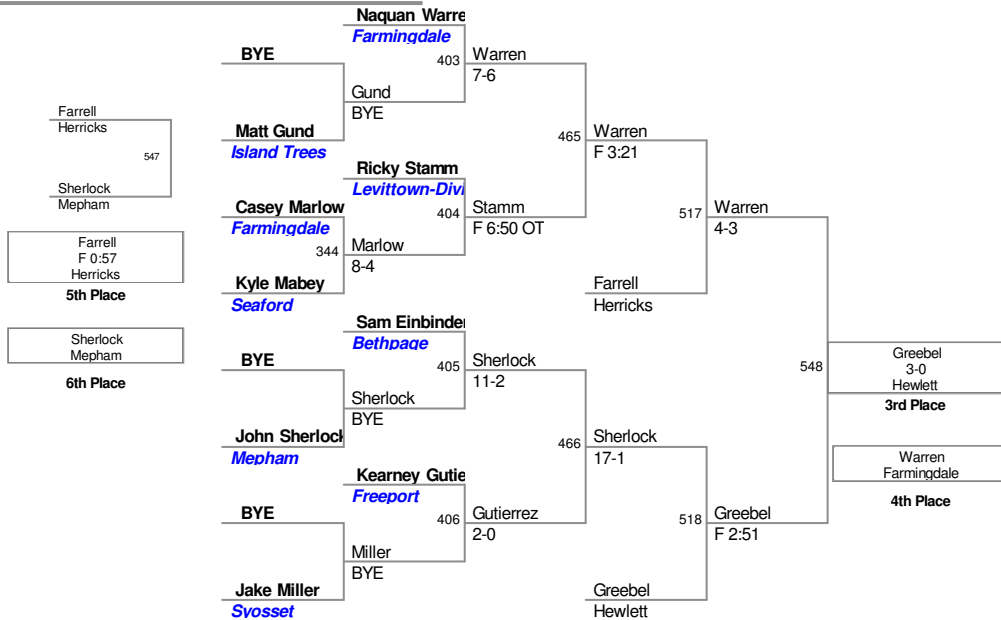 Naquan Warre
Farmingdale
BYE
403
Warren
7-6
Gund
BYE
Matt Gund
Island Trees
465
Warren
F 3:21
Ricky Stamm
Levittown-Divi
Casey Marlow
Farmingdale
404
Stamm
F 6:50 OT
344
Marlow
8-4
Kyle Mabey
Seaford
517
Warren
4-3
Farrell
Herricks
Sam Einbinder
Bethpage
BYE
405
Sherlock
11-2
Sherlock
BYE
John Sherlock
Mepham
466
Sherlock
17-1
Kearney Gutie
Freeport
BYE
406
Gutierrez
2-0
Miller
BYE
Jake Miller
Syosset
518
Greebel
F 2:51
Greebel
Hewlett
548
Greebel
3-0
Hewlett
3rd Place
Warren
Farmingdale
4th Place
Farrell
Herricks
547
Sherlock
Mepham
Farrell
F 0:57
Herricks
5th Place
Sherlock
Mepham
6th Place